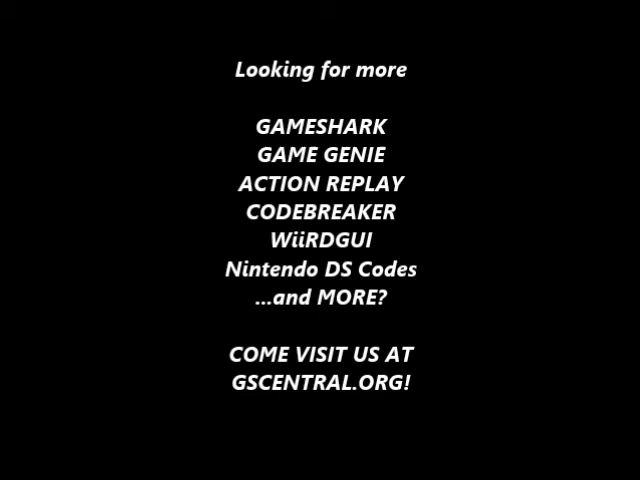 Looking for more
GAMESHARK
GAME GENIE
ACTION REPLAY
CODEBREAKER
WiiRDGUI
Nintendo DS Codes
...and MORE?
COME VISIT US AT
GSCENTRAL.ORG!